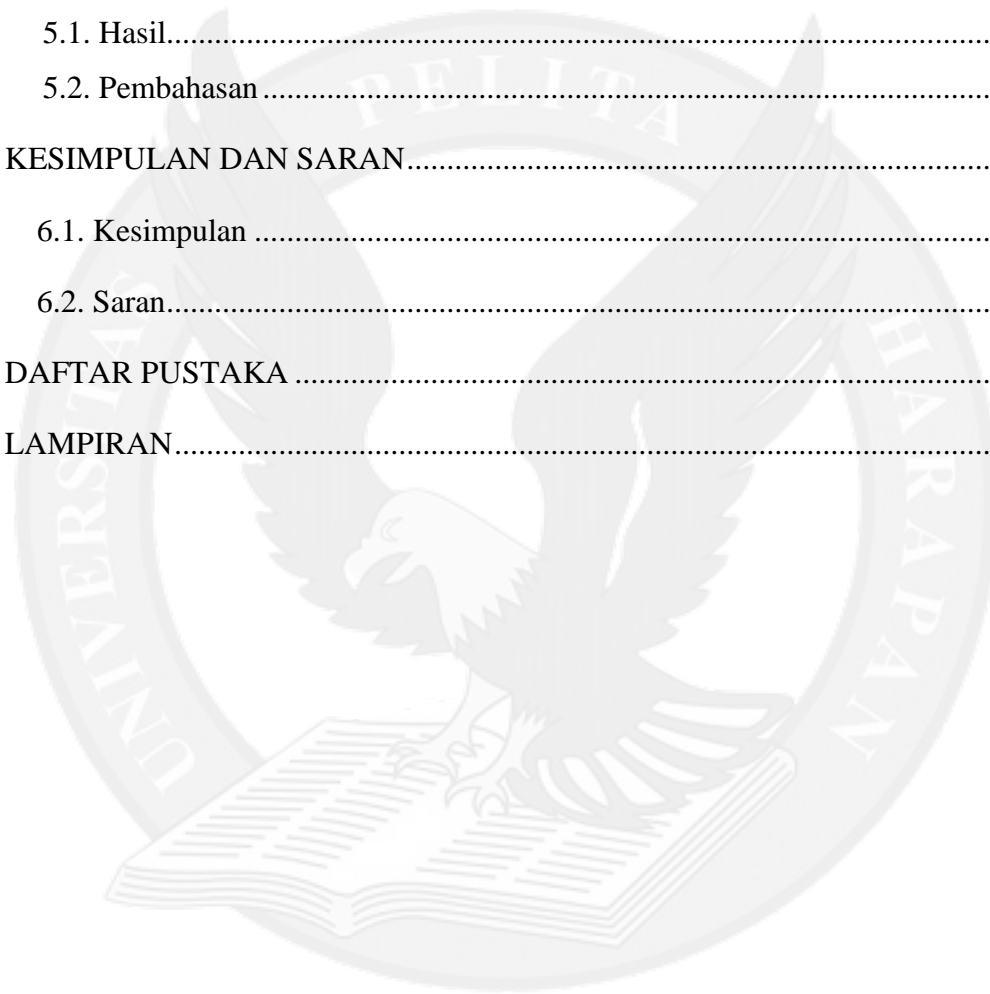 5.1. Hasil........................................................................................................
5.2. Pembahasan............................................................................................
KESIMPULAN DAN SARAN.........................................................................
6.1. Kesimpulan ............................................................................................
6.2. Saran.......................................................................................................
DAFTAR PUSTAKA .......................................................................................
LAMPIRAN......................................................................................................
UNIVERSITAS PELITA HARAPAN